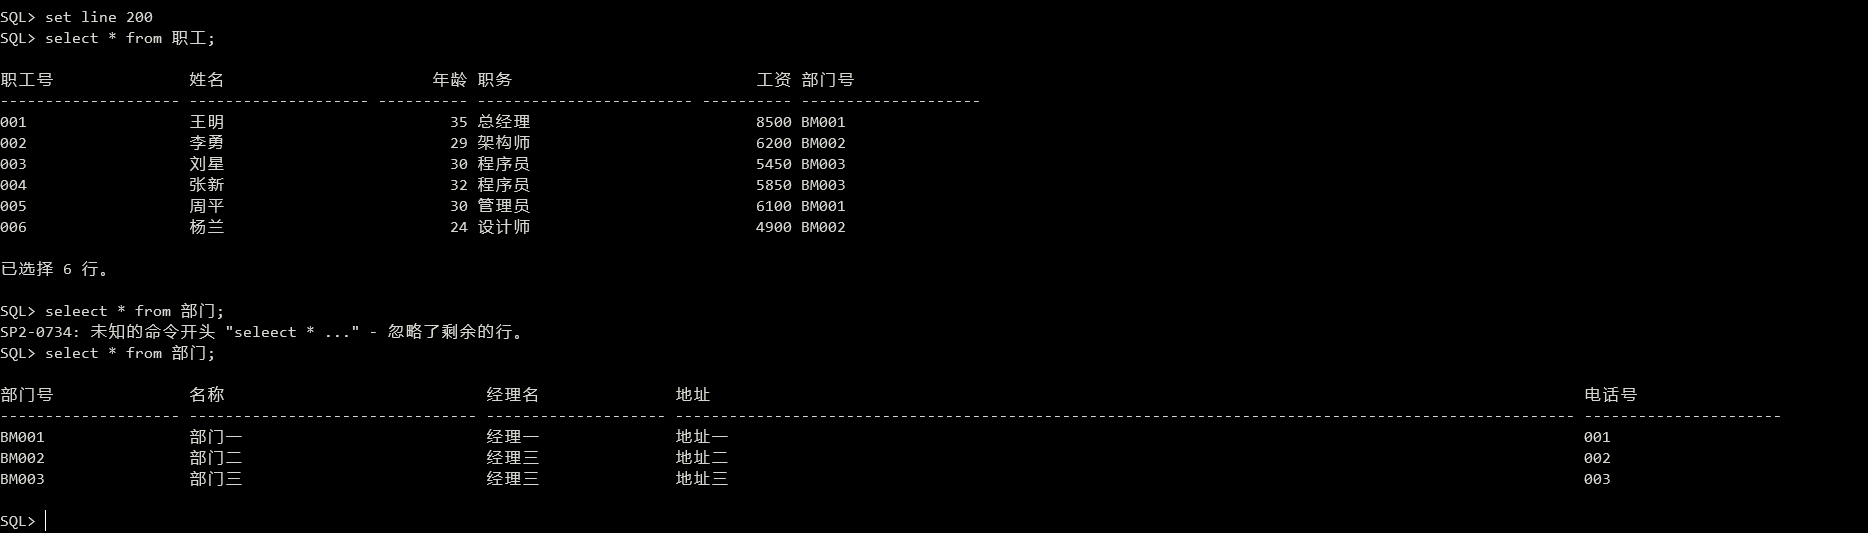 SQL> set line 200
SQL> select * from 职工;
职工号 姓名 年龄 职务 工资 部门号
-------------------- -------------------- ---------- ------------------------ ---------- --------------------
001 王明 35 总经理 8500 BM001
002 李勇 29 架构师 6200 BM002
003 刘星 30 程序员 5450 BM003
004 张新 32 程序员 5850 BM003
005 周平 30 管理员 6100 BM001
006 杨兰 24 设计师 4900 BM002
已选择 6 行。
SQL> seleect * from 部门;
SP2-0734: 未知的命令开头 "seleect * ..." - 忽略了剩余的行。
SQL> select * from 部门;
部门号 名称 经理名 地址 电话号
-------------------- -------------------------------- -------------------- ---------------------------------------------------------------------------------------------------- ----------------------
BM001 部门一 经理一 地址一 001
BM002 部门二 经理三 地址二 002
BM003 部门三 经理三 地址三 003
SQL>